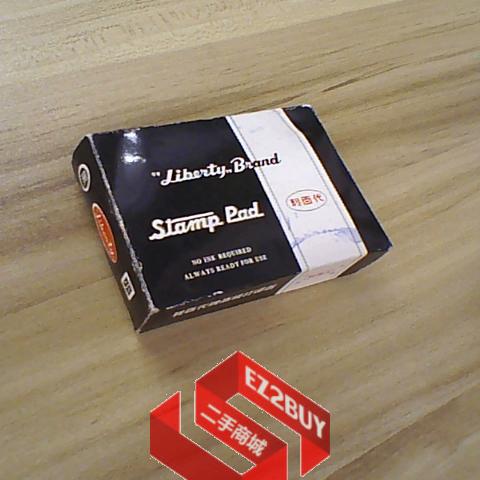 "Liberty" Brand
利百代
Stamp Pad
NO INK REQUIRED
ALWAYS READY FOR USE
EZ2BUY
二手商城